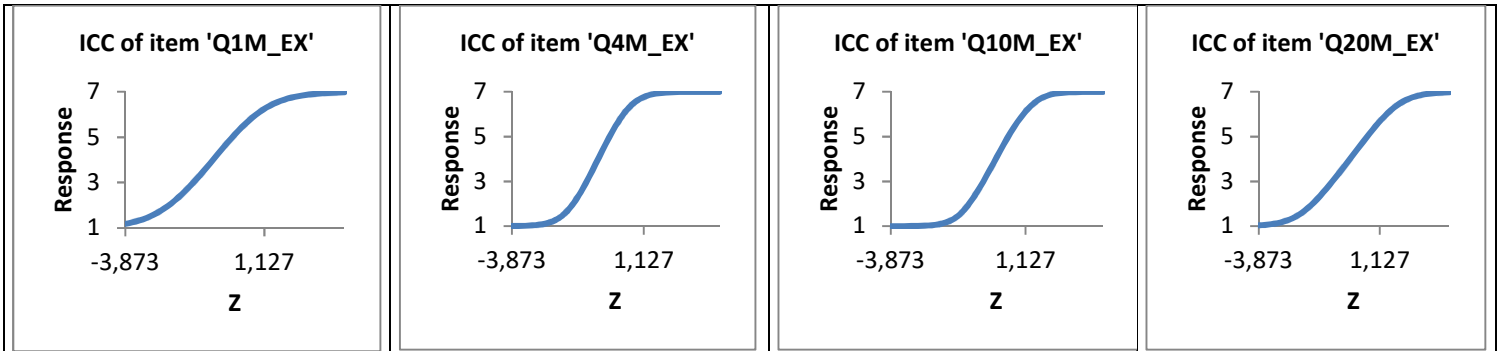 ICC of item 'Q1M_EX'
7
5
3
1
Response
-3,873 1,127
Z
ICC of item 'Q4M_EX'
7
5
3
1
Response
-3,873 1,127
Z
ICC of item 'Q10M_EX'
7
5
3
1
Response
-3,873 1,127
Z
ICC of item 'Q20M_EX'
7
5
3
1
Response
-3,873 1,127
Z